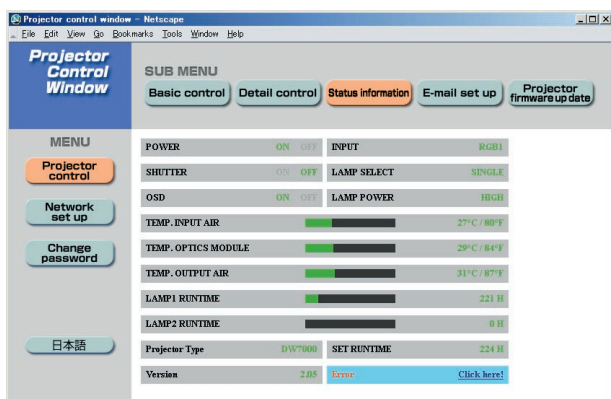 Projector control window - Netscape
File Edit View Go Bookmarks Tools Window Help
Projector
Control
Window
SUB MENU
Basic control
Detail control
Status information
E-mail set up
Projector
firmware up date
MENU
Projector
control
Network
set up
Change
password
日本語
POWER ON OFF INPUT RGB1
SHUTTER ON OFF LAMP SELECT SINGLE
OSD ON OFF LAMP POWER HIGH
TEMP. INPUT AIR 27°C / 80°F
TEMP. OPTICS MODULE 29°C / 84°F
TEMP. OUTPUT AIR 31°C / 87°F
LAMP1 RUNTIME 221 H
LAMP2 RUNTIME 0 H
Projector Type DW7000 SET RUNTIME 224 H
Version 2.05 Error Click here!